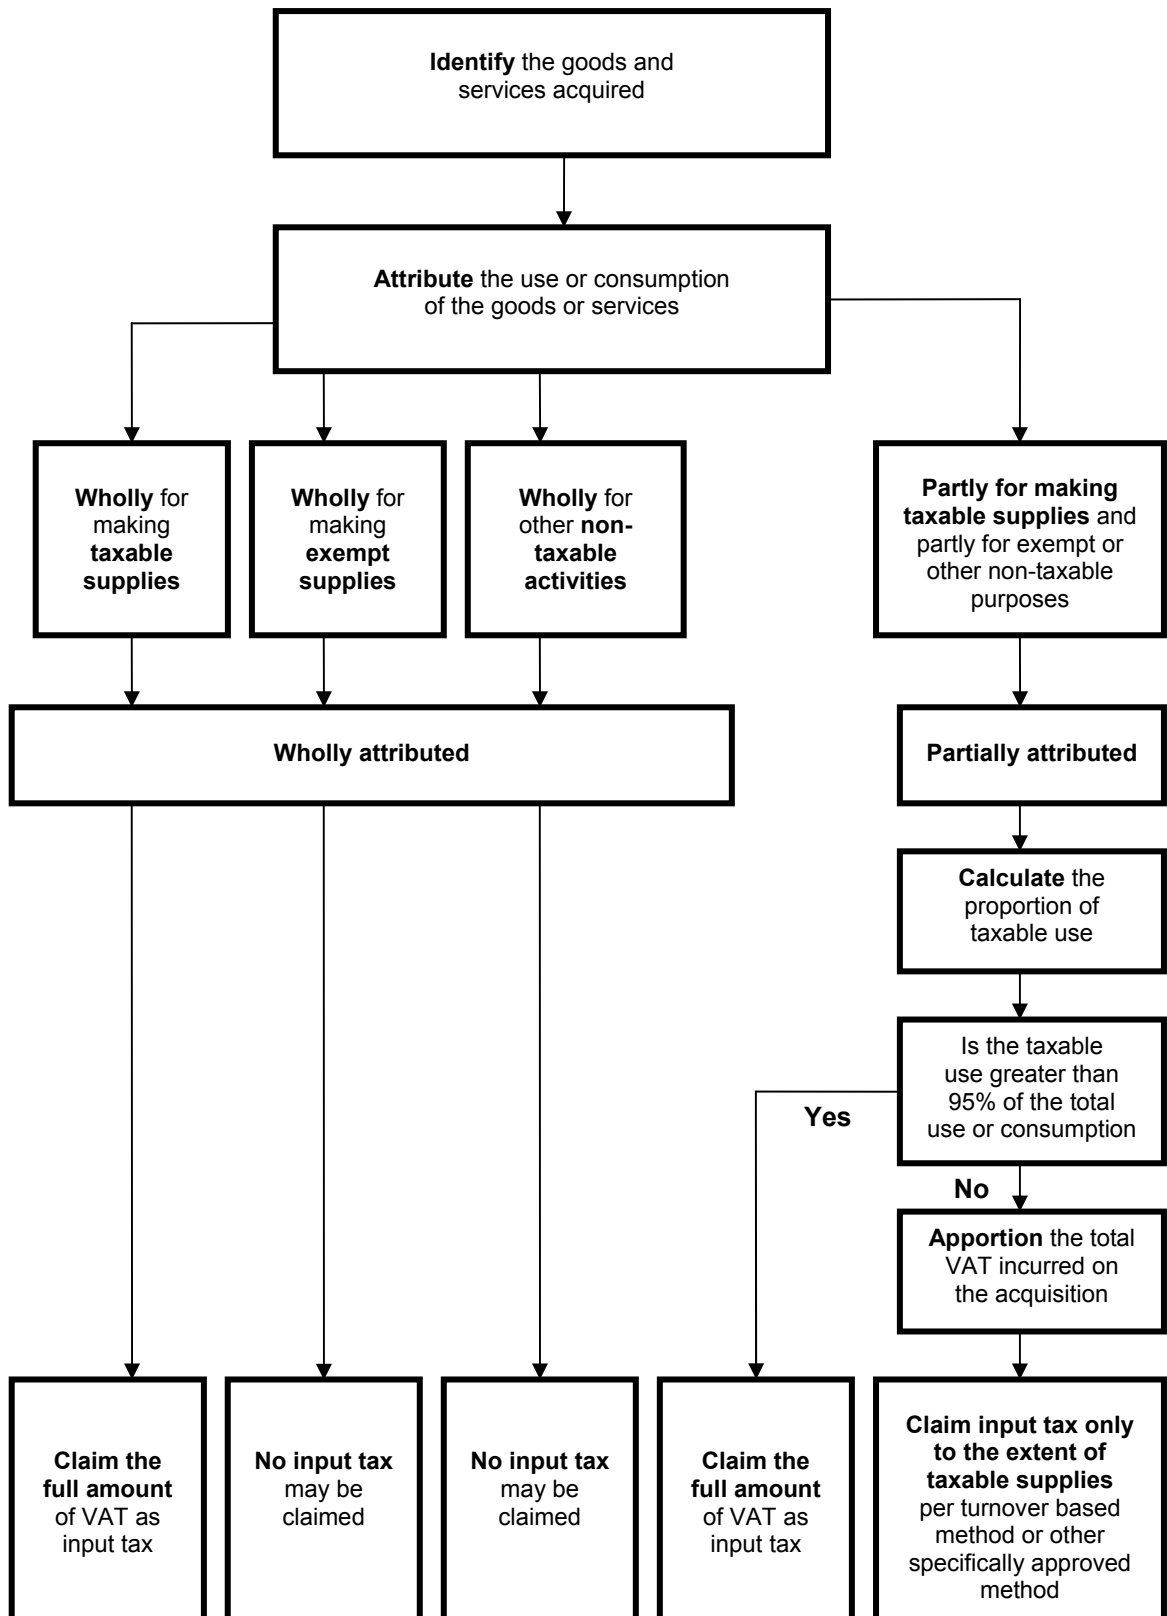 Identify the goods and
services acquired
Attribute the use or consumption
of the goods or services
Wholly for
making
taxable
supplies
Wholly for
making
exempt
supplies
Wholly for
other non-
taxable
activities
Partly for making
taxable supplies and
partly for exempt or
other non-taxable
purposes
Wholly attributed
Partially attributed
Calculate the
proportion of
taxable use
Is the taxable
use greater than
95% of the total
use or consumption
Yes
No
Apportion the total
VAT incurred on
the acquisition
Claim the
full amount
of VAT as
input tax
No input tax
may be
claimed
No input tax
may be
claimed
Claim the
full amount
of VAT as
input tax
Claim input tax only
to the extent of
taxable supplies
per turnover based
method or other
specifically approved
method